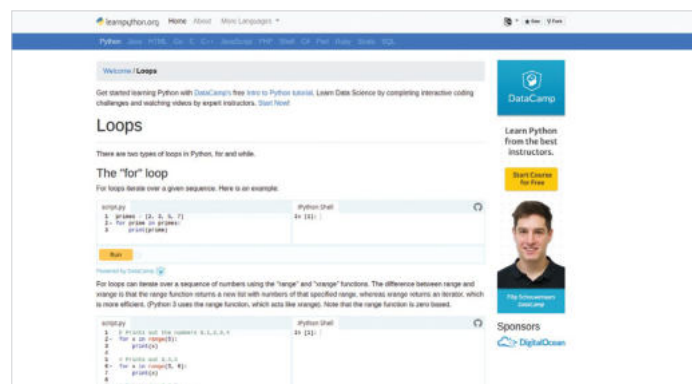 learnpython.org Home About More Languages
Star Fork
Python Java HTML Go C C++ JavaScript PHP Shell C# Perl Ruby Scala SQL
Welcome / Loops
Get started learning Python with DataCamp's free Intro to Python tutorial. Learn Data Science by completing interactive coding
challenges and watching videos by expert instructors. Start Now!
Loops
There are two types of loops in Python, for and while.
The "for" loop
For loops iterate over a given sequence. Here is an example:
script.py
IPython Shell
1 primes = [2, 3, 5, 7]
2 for prime in primes:
3 print(prime)
In [1]:
Run
Powered by DataCamp
For loops can iterate over a sequence of numbers using the "range" and "xrange" functions. The difference between range and
xrange is that the range function returns a new list with numbers of that specified range, whereas xrange returns an iterator, which
is more efficient. (Python 3 uses the range function, which acts like xrange). Note that the range function is zero based.
script.py
IPython Shell
1 # Prints out the numbers 0,1,2,3,4
2 for x in range(5):
3 print(x)
4
5 # Prints out 3,4,5
6 for x in range(3, 6):
7 print(x)
8
In [1]:
DataCamp
Learn Python
from the best
instructors.
Start Course
for Free
Filip Schouwenaars
DataCamp Instructor
Sponsors
DigitalOcean